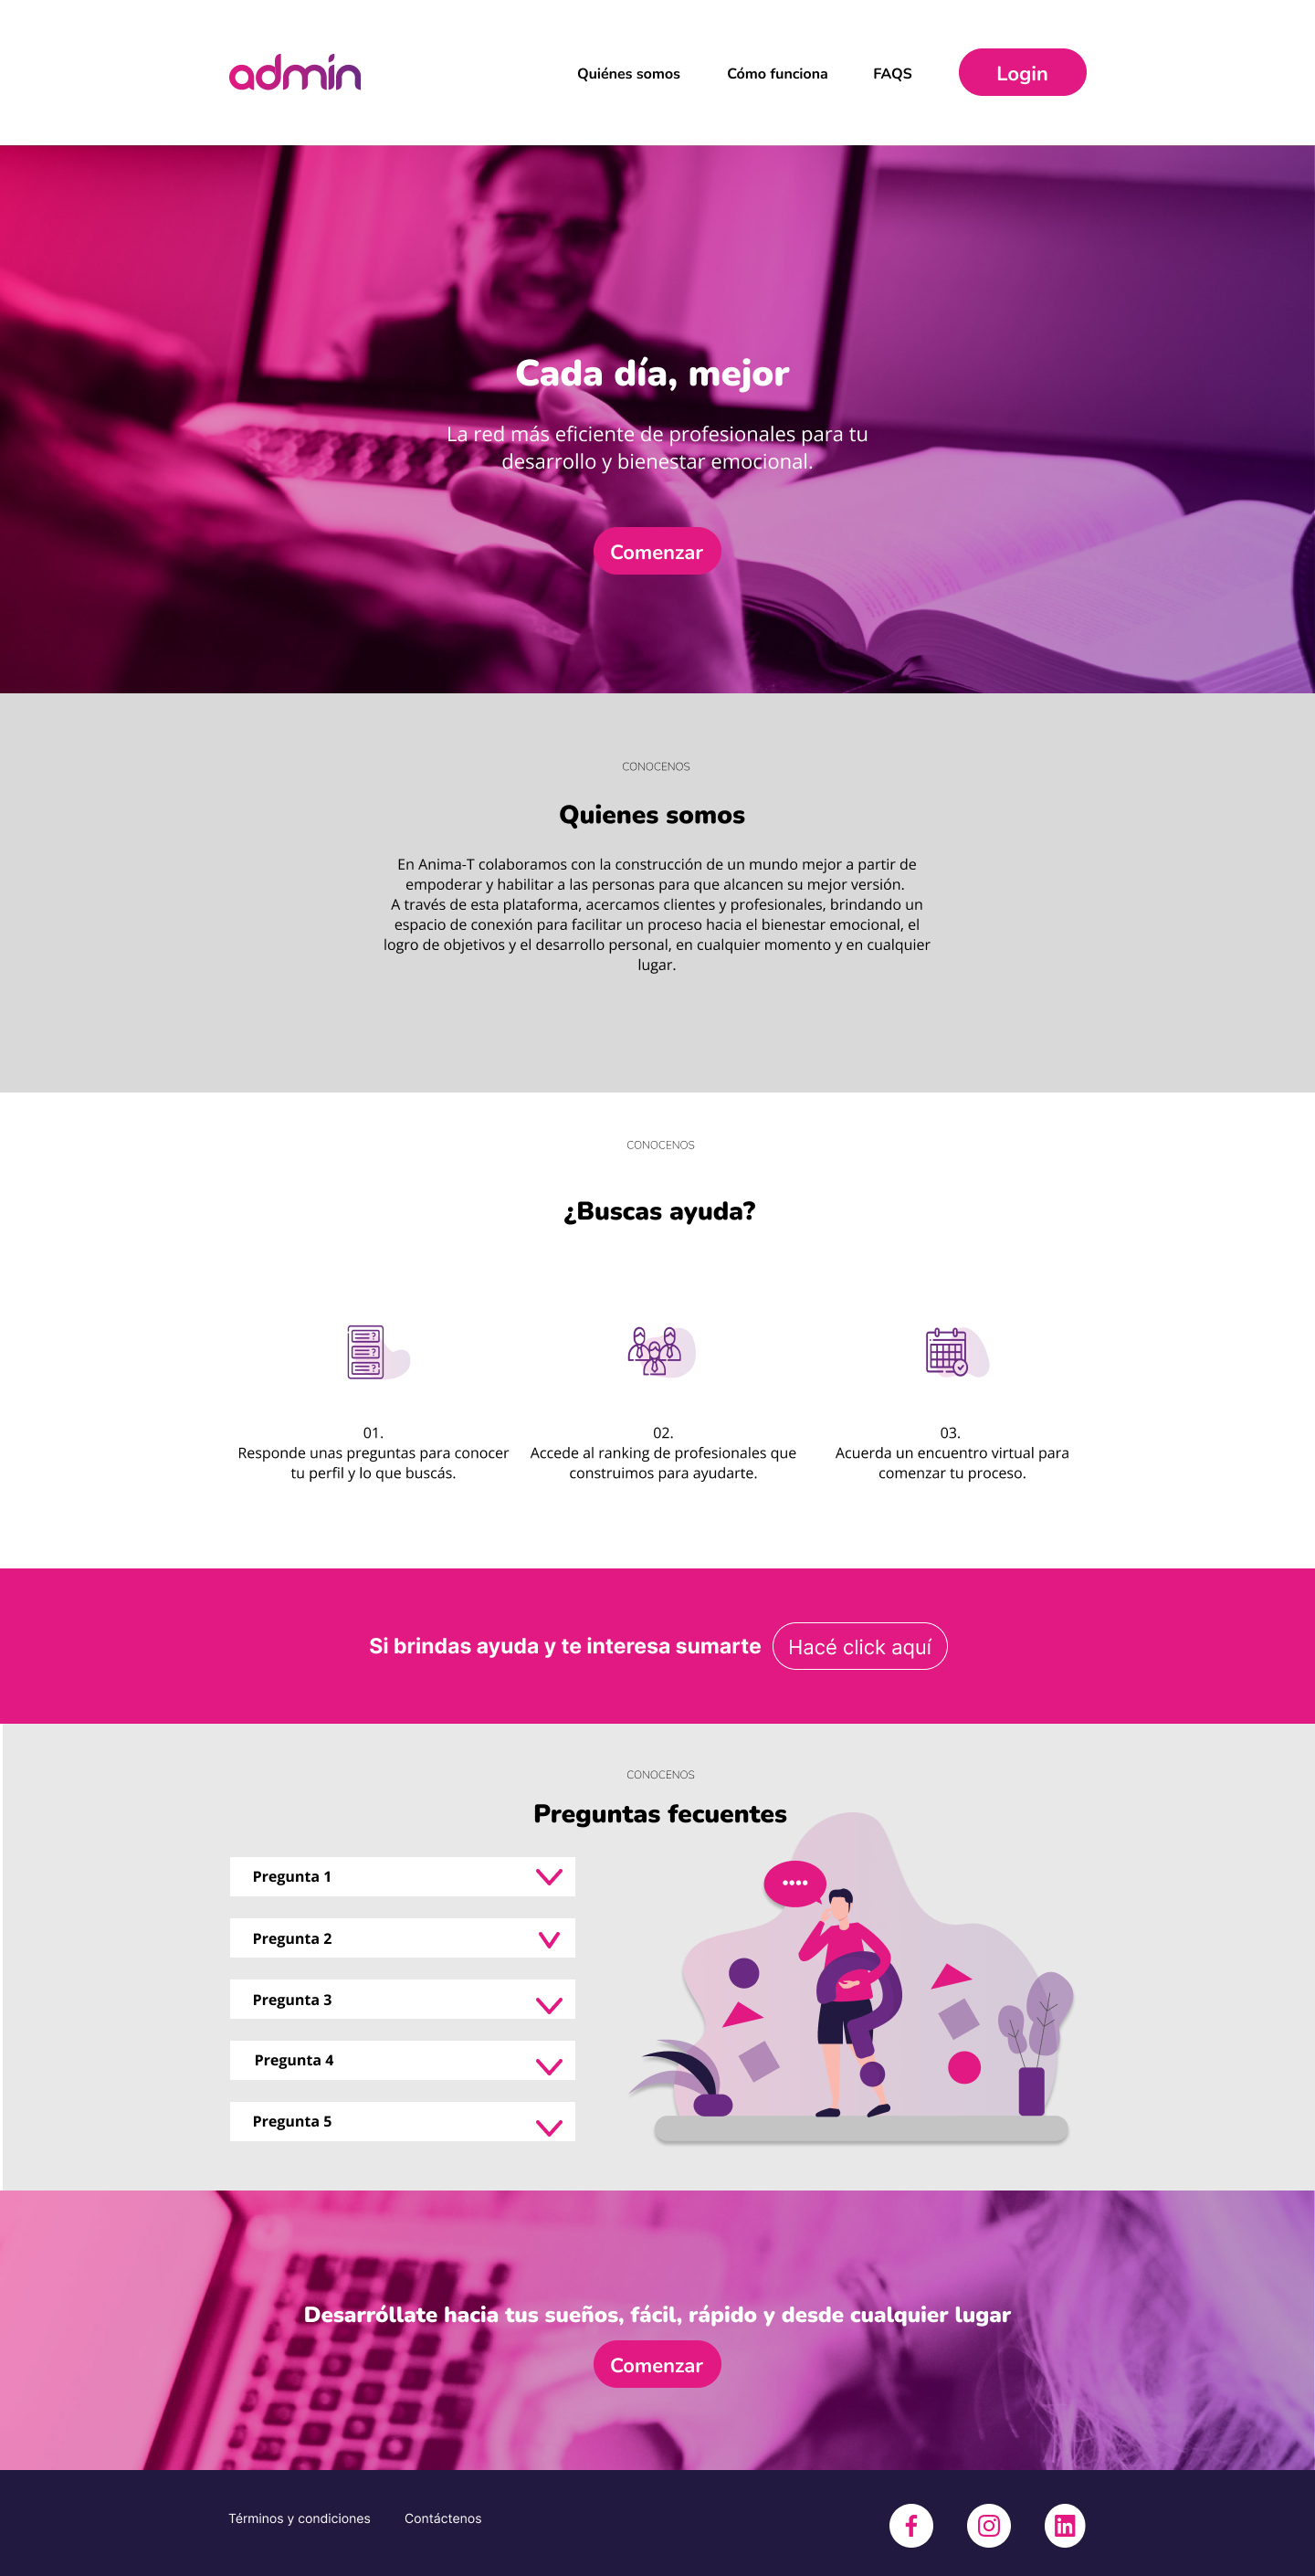 admin
Quiénes somos
Cómo funciona
FAQS
Login
Cada día, mejor
La red más eficiente de profesionales para tu
desarrollo y bienestar emocional.
Comenzar
CONOCENOS
Quienes somos
En Anima-T colaboramos con la construcción de un mundo mejor a partir de
empoderar y habilitar a las personas para que alcancen su mejor versión.
A través de esta plataforma, acercamos clientes y profesionales, brindando un
espacio de conexión para facilitar un proceso hacia el bienestar emocional, el
logro de objetivos y el desarrollo personal, en cualquier momento y en cualquier
lugar.
CONOCENOS
¿Buscas ayuda?
01.
Responde unas preguntas para conocer
tu perfil y lo que buscás.
02.
Accede al ranking de profesionales que
construimos para ayudarte.
03.
Acuerda un encuentro virtual para
comenzar tu proceso.
Si brindas ayuda y te interesa sumarte
Hacé click aquí
CONOCENOS
Preguntas fecuentes
Pregunta 1
Pregunta 2
Pregunta 3
Pregunta 4
Pregunta 5
Desarróllate hacia tus sueños, fácil, rápido y desde cualquier lugar
Comenzar
Términos y condiciones
Contáctenos